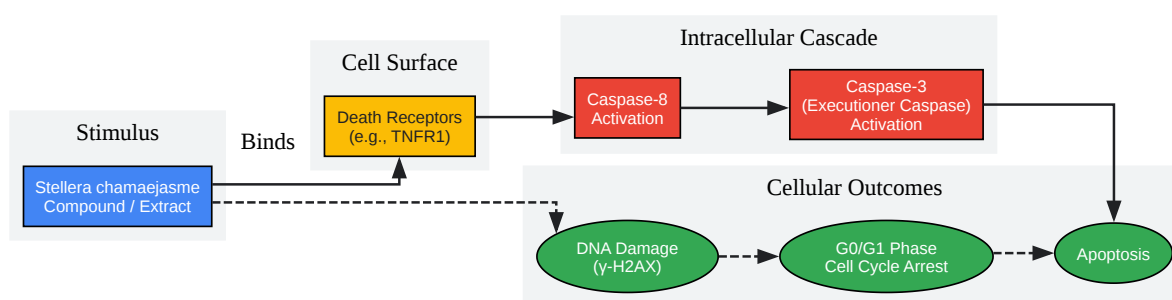 Stimulus
Stellera chamaejasme
Compound / Extract
Binds
Cell Surface
Death Receptors
(e.g., TNFR1)
Intracellular Cascade
Caspase-8
Activation
Caspase-3
(Executioner Caspase)
Activation
Cellular Outcomes
DNA Damage
(γ-H2AX)
G0/G1 Phase
Cell Cycle Arrest
Apoptosis